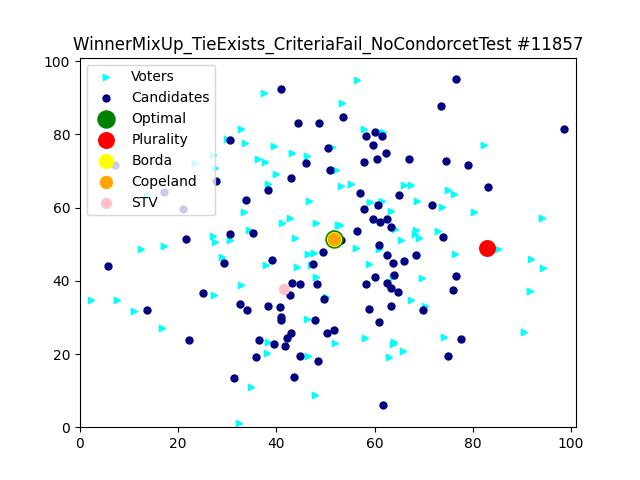 WinnerMixUp_TieExists_CriteriaFail_NoCondorcetTest #11857
100
80
60
40
20
0
Voters
Candidates
Optimal
Plurality
Borda
Copeland
STV
0 20 40 60 80 100